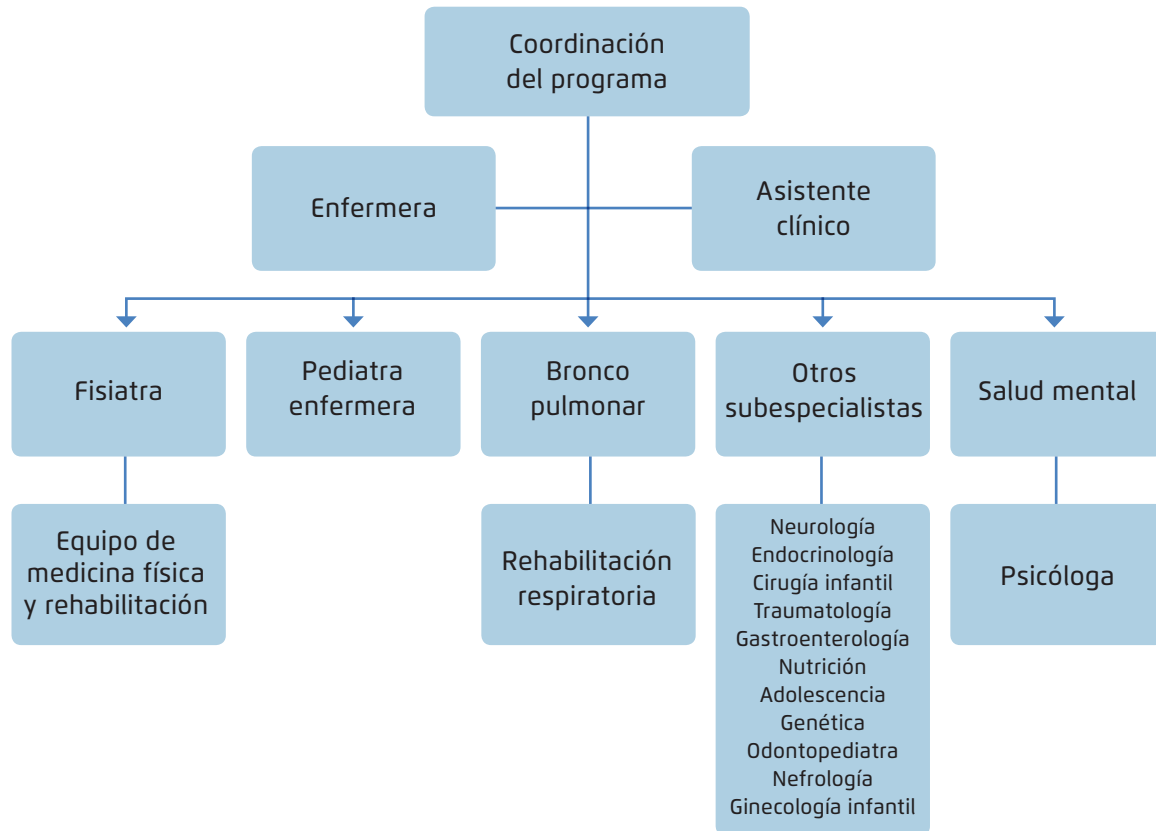 Coordinación
del programa
Enfermera
Asistente
clínico
Fisiatra
Pediatra
enfermera
Bronco
pulmonar
Otros
subespecialistas
Salud mental
Equipo de
medicina física
y rehabilitación
Rehabilitación
respiratoria
Neurología
Endocrinología
Cirugía infantil
Traumatología
Gastroenterología
Nutrición
Adolescencia
Genética
Odontopediatra
Nefrología
Ginecología infantil
Psicóloga